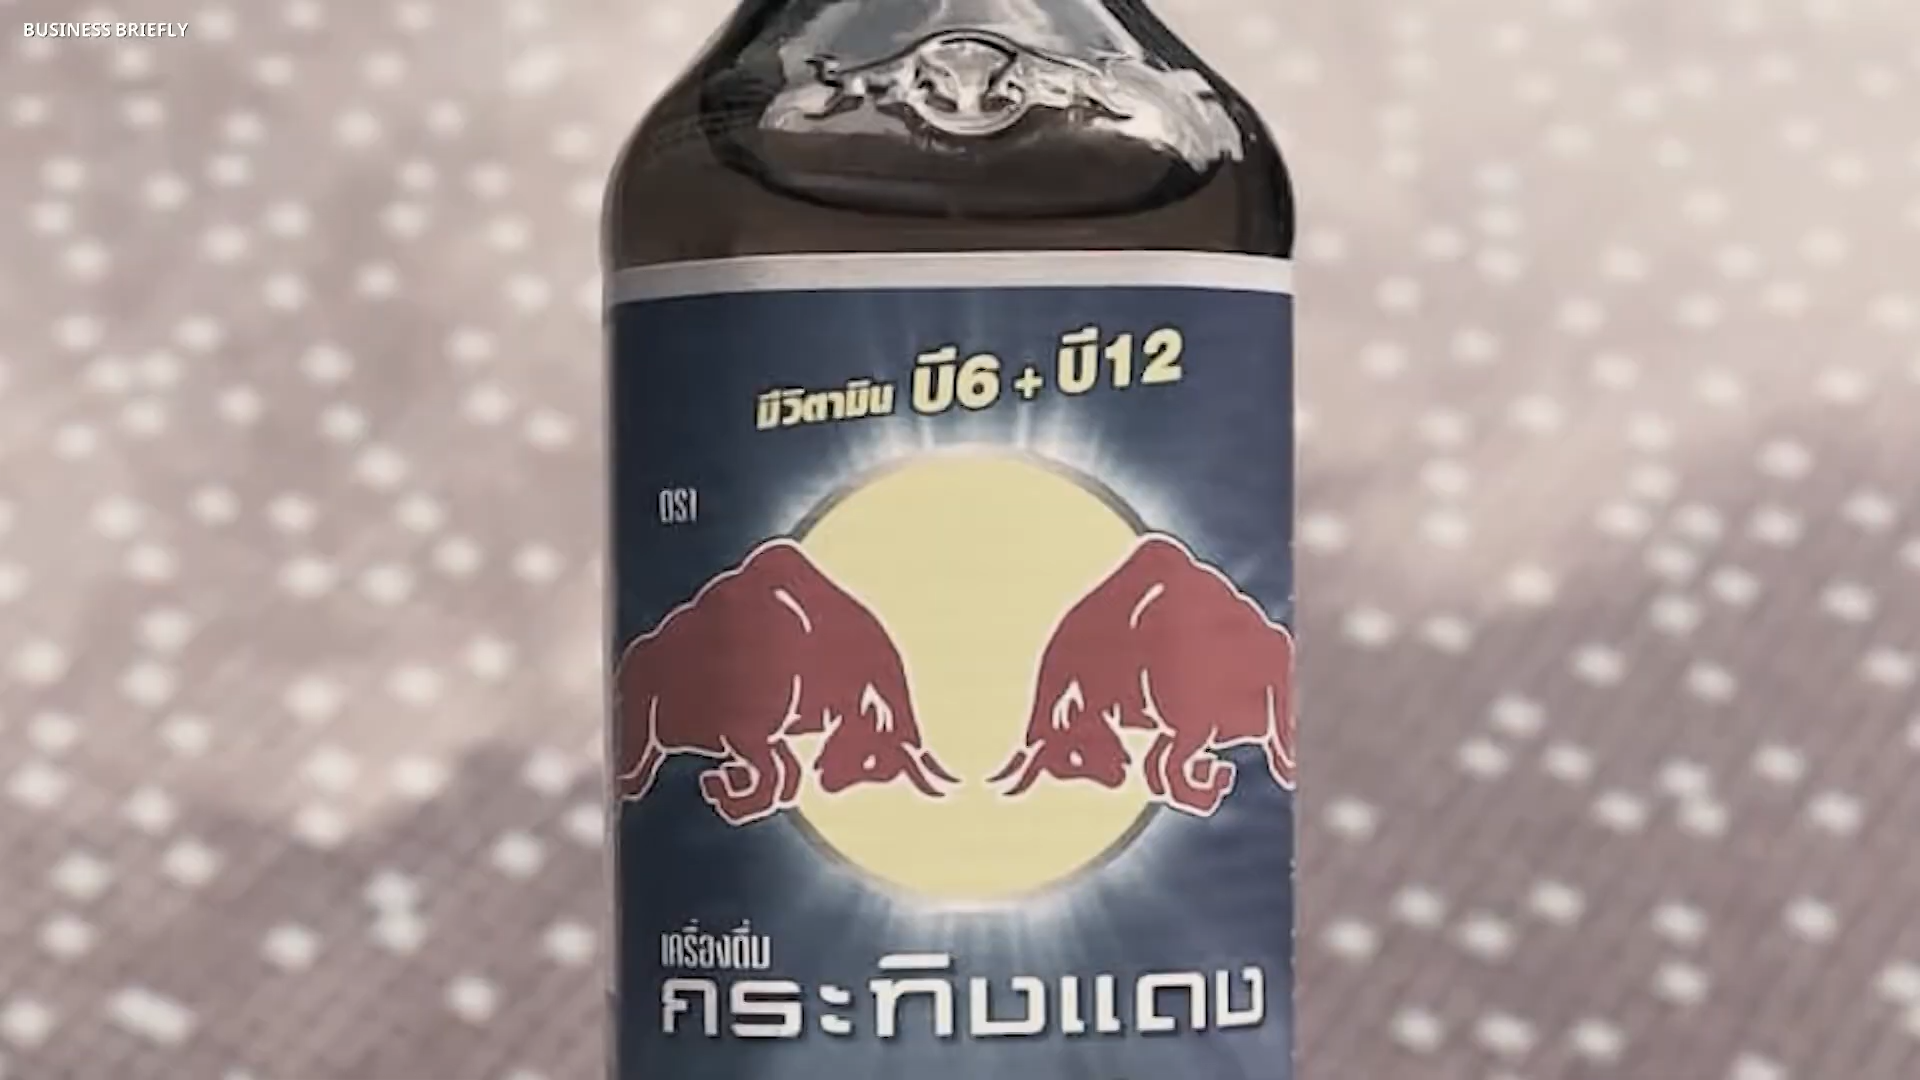 BUSINESS BRIEFLY
มีวิตามิน บี6 + บี12
ตรา
เครื่องดื่ม
กระทิงแดง